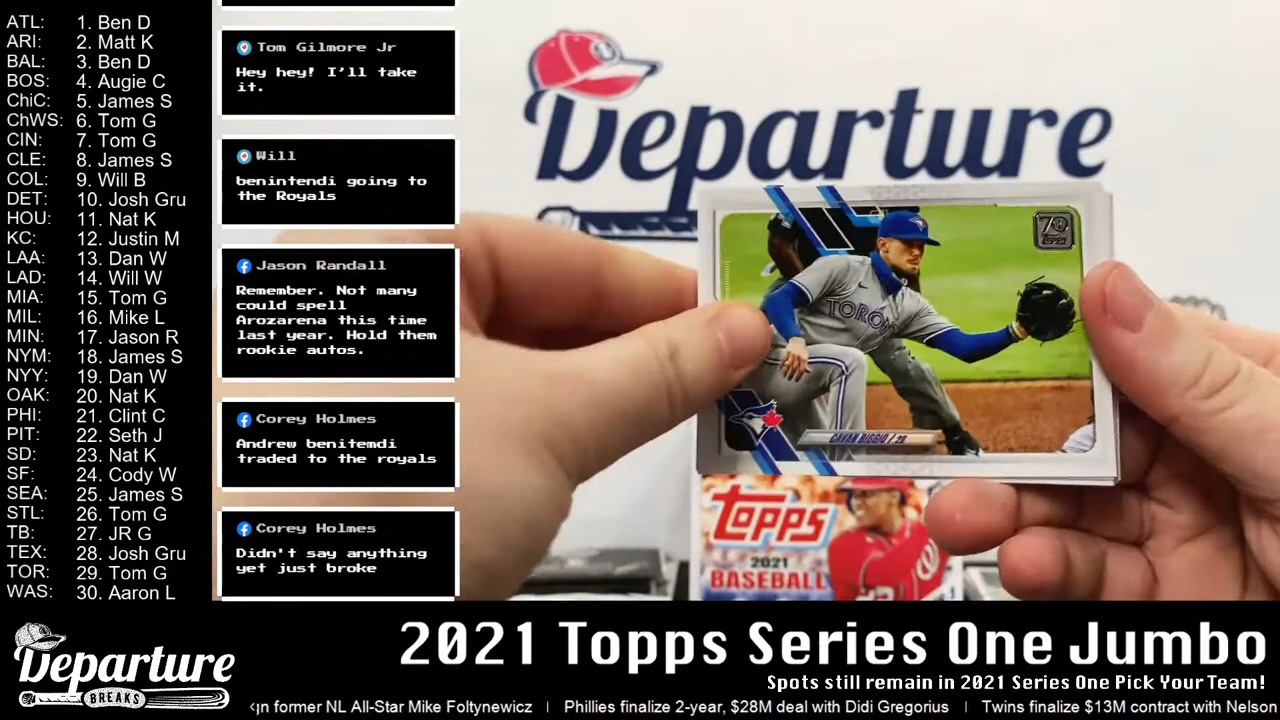 ATL: 1. Ben D
ARI: 2. Matt K
BAL: 3. Ben D
BOS: 4. Augie C
ChiC: 5. James S
ChWS: 6. Tom G
CIN: 7. Tom G
CLE: 8. James S
COL: 9. Will B
DET: 10. Josh Gru
HOU: 11. Nat K
KC: 12. Justin M
LAA: 13. Dan W
LAD: 14. Will W
MIA: 15. Tom G
MIL: 16. Mike L
MIN: 17. Jason R
NYM: 18. James S
NYY: 19. Dan W
OAK: 20. Nat K
PHI: 21. Clint C
PIT: 22. Seth J
SD: 23. Nat K
SF: 24. Cody W
SEA: 25. James S
STL: 26. Tom G
TB: 27. JR G
TEX: 28. Josh Gru
TOR: 29. Tom G
WAS: 30. Aaron L
Tom Gilmore Jr
Hey hey! I'll take
it.
Will
benintendi going to
the Royals
Jason Randall
Remember. Not many
could spell
Arozarena this time
last year. Hold them
rookie autos.
Corey Holmes
Andrew benitemdi
traded to the royals
Corey Holmes
Didn't say anything
yet just broke
Departure
70
TOPPS
TORON
CAVAN BIGGIO / 2B
Topps
2021
BASEBALL
Departure
BREAKS
2021 Topps Series One Jumbo
Spots still remain in 2021 Series One Pick Your Team!
gn former NL All-Star Mike Foltynewicz | Phillies finalize 2-year, $28M deal with Didi Gregorius | Twins finalize $13M contract with Nelson